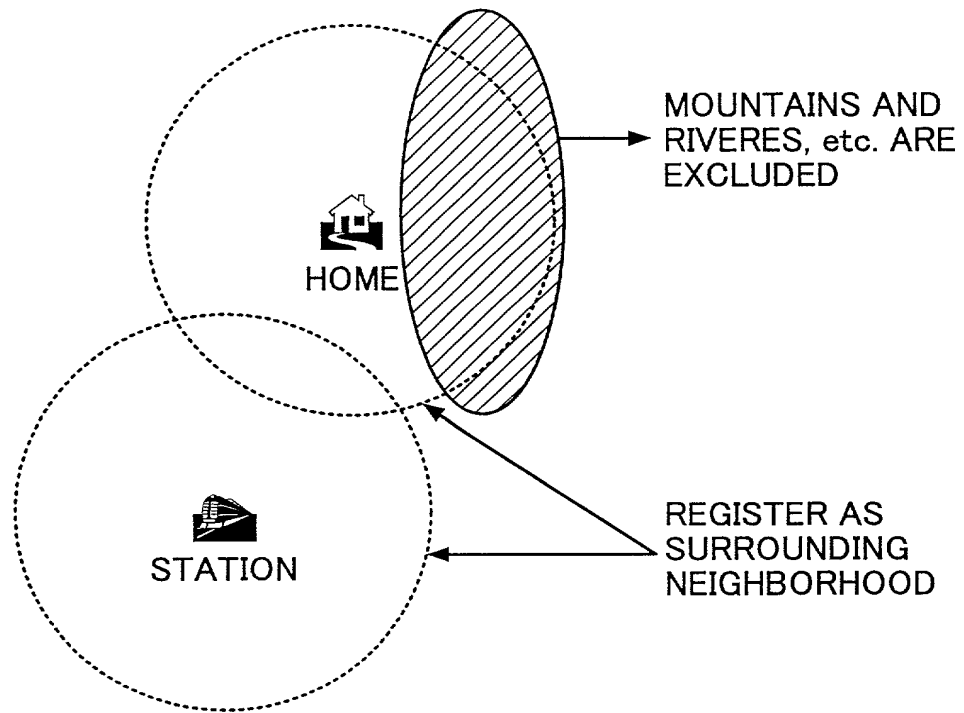 MOUNTAINS AND
RIVERES, etc. ARE
EXCLUDED
HOME
STATION
REGISTER AS
SURROUNDING
NEIGHBORHOOD